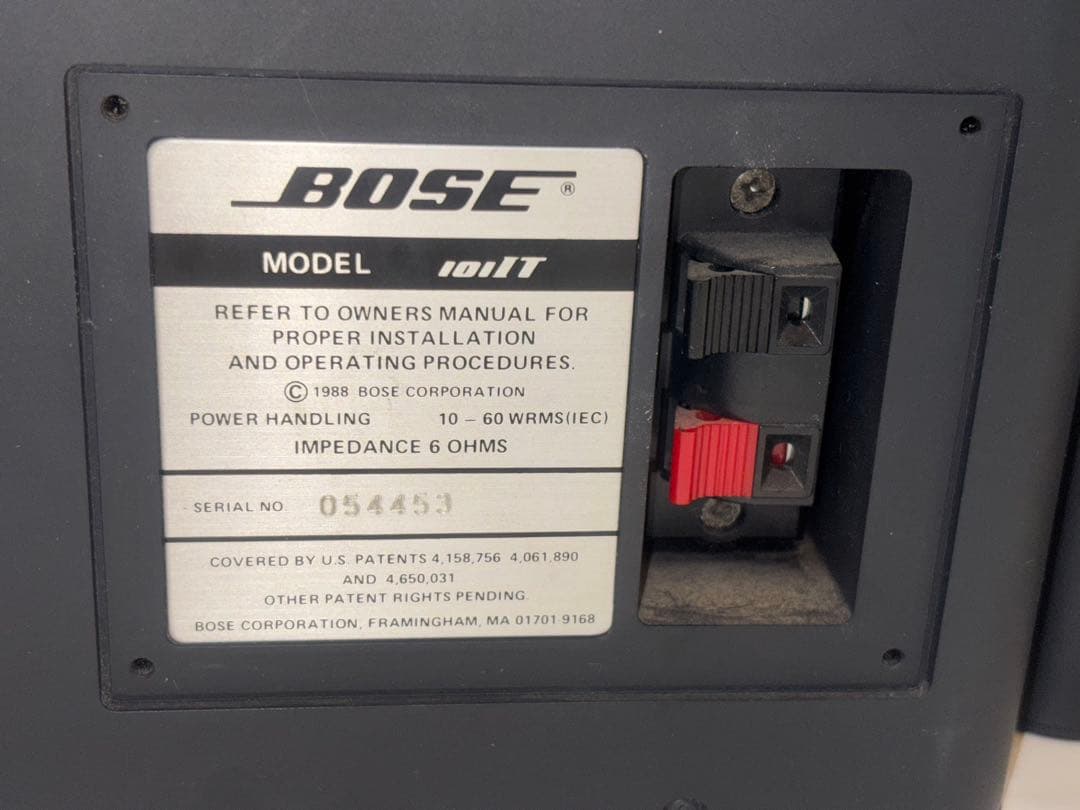 BOSE®
MODEL 101IT
REFER TO OWNERS MANUAL FOR
PROPER INSTALLATION
AND OPERATING PROCEDURES.
Ⓒ 1988 BOSE CORPORATION
POWER HANDLING 10 – 60 WRMS(IEC)
IMPEDANCE 6 OHMS
SERIAL NO 054453
COVERED BY U.S. PATENTS 4,158,756 4,061,890
AND 4,650,031
OTHER PATENT RIGHTS PENDING.
BOSE CORPORATION, FRAMINGHAM, MA 01701-9168